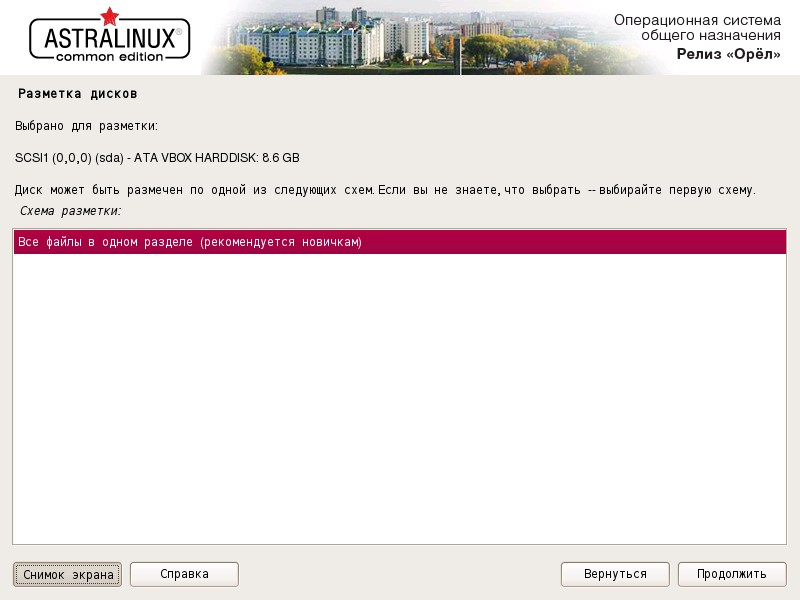 ASTRALINUX®
common edition
Операционная система
общего назначения
Релиз «Орёл»
Разметка дисков
Выбрано для разметки:
SCSI1 (0,0,0) (sda) - ATA VBOX HARDDISK: 8.6 GB
Диск может быть размечен по одной из следующих схем. Если вы не знаете, что выбрать -- выбирайте первую схему.
Схема разметки:
Все файлы в одном разделе (рекомендуется новичкам)
Снимок экрана
Справка
Вернуться
Продолжить